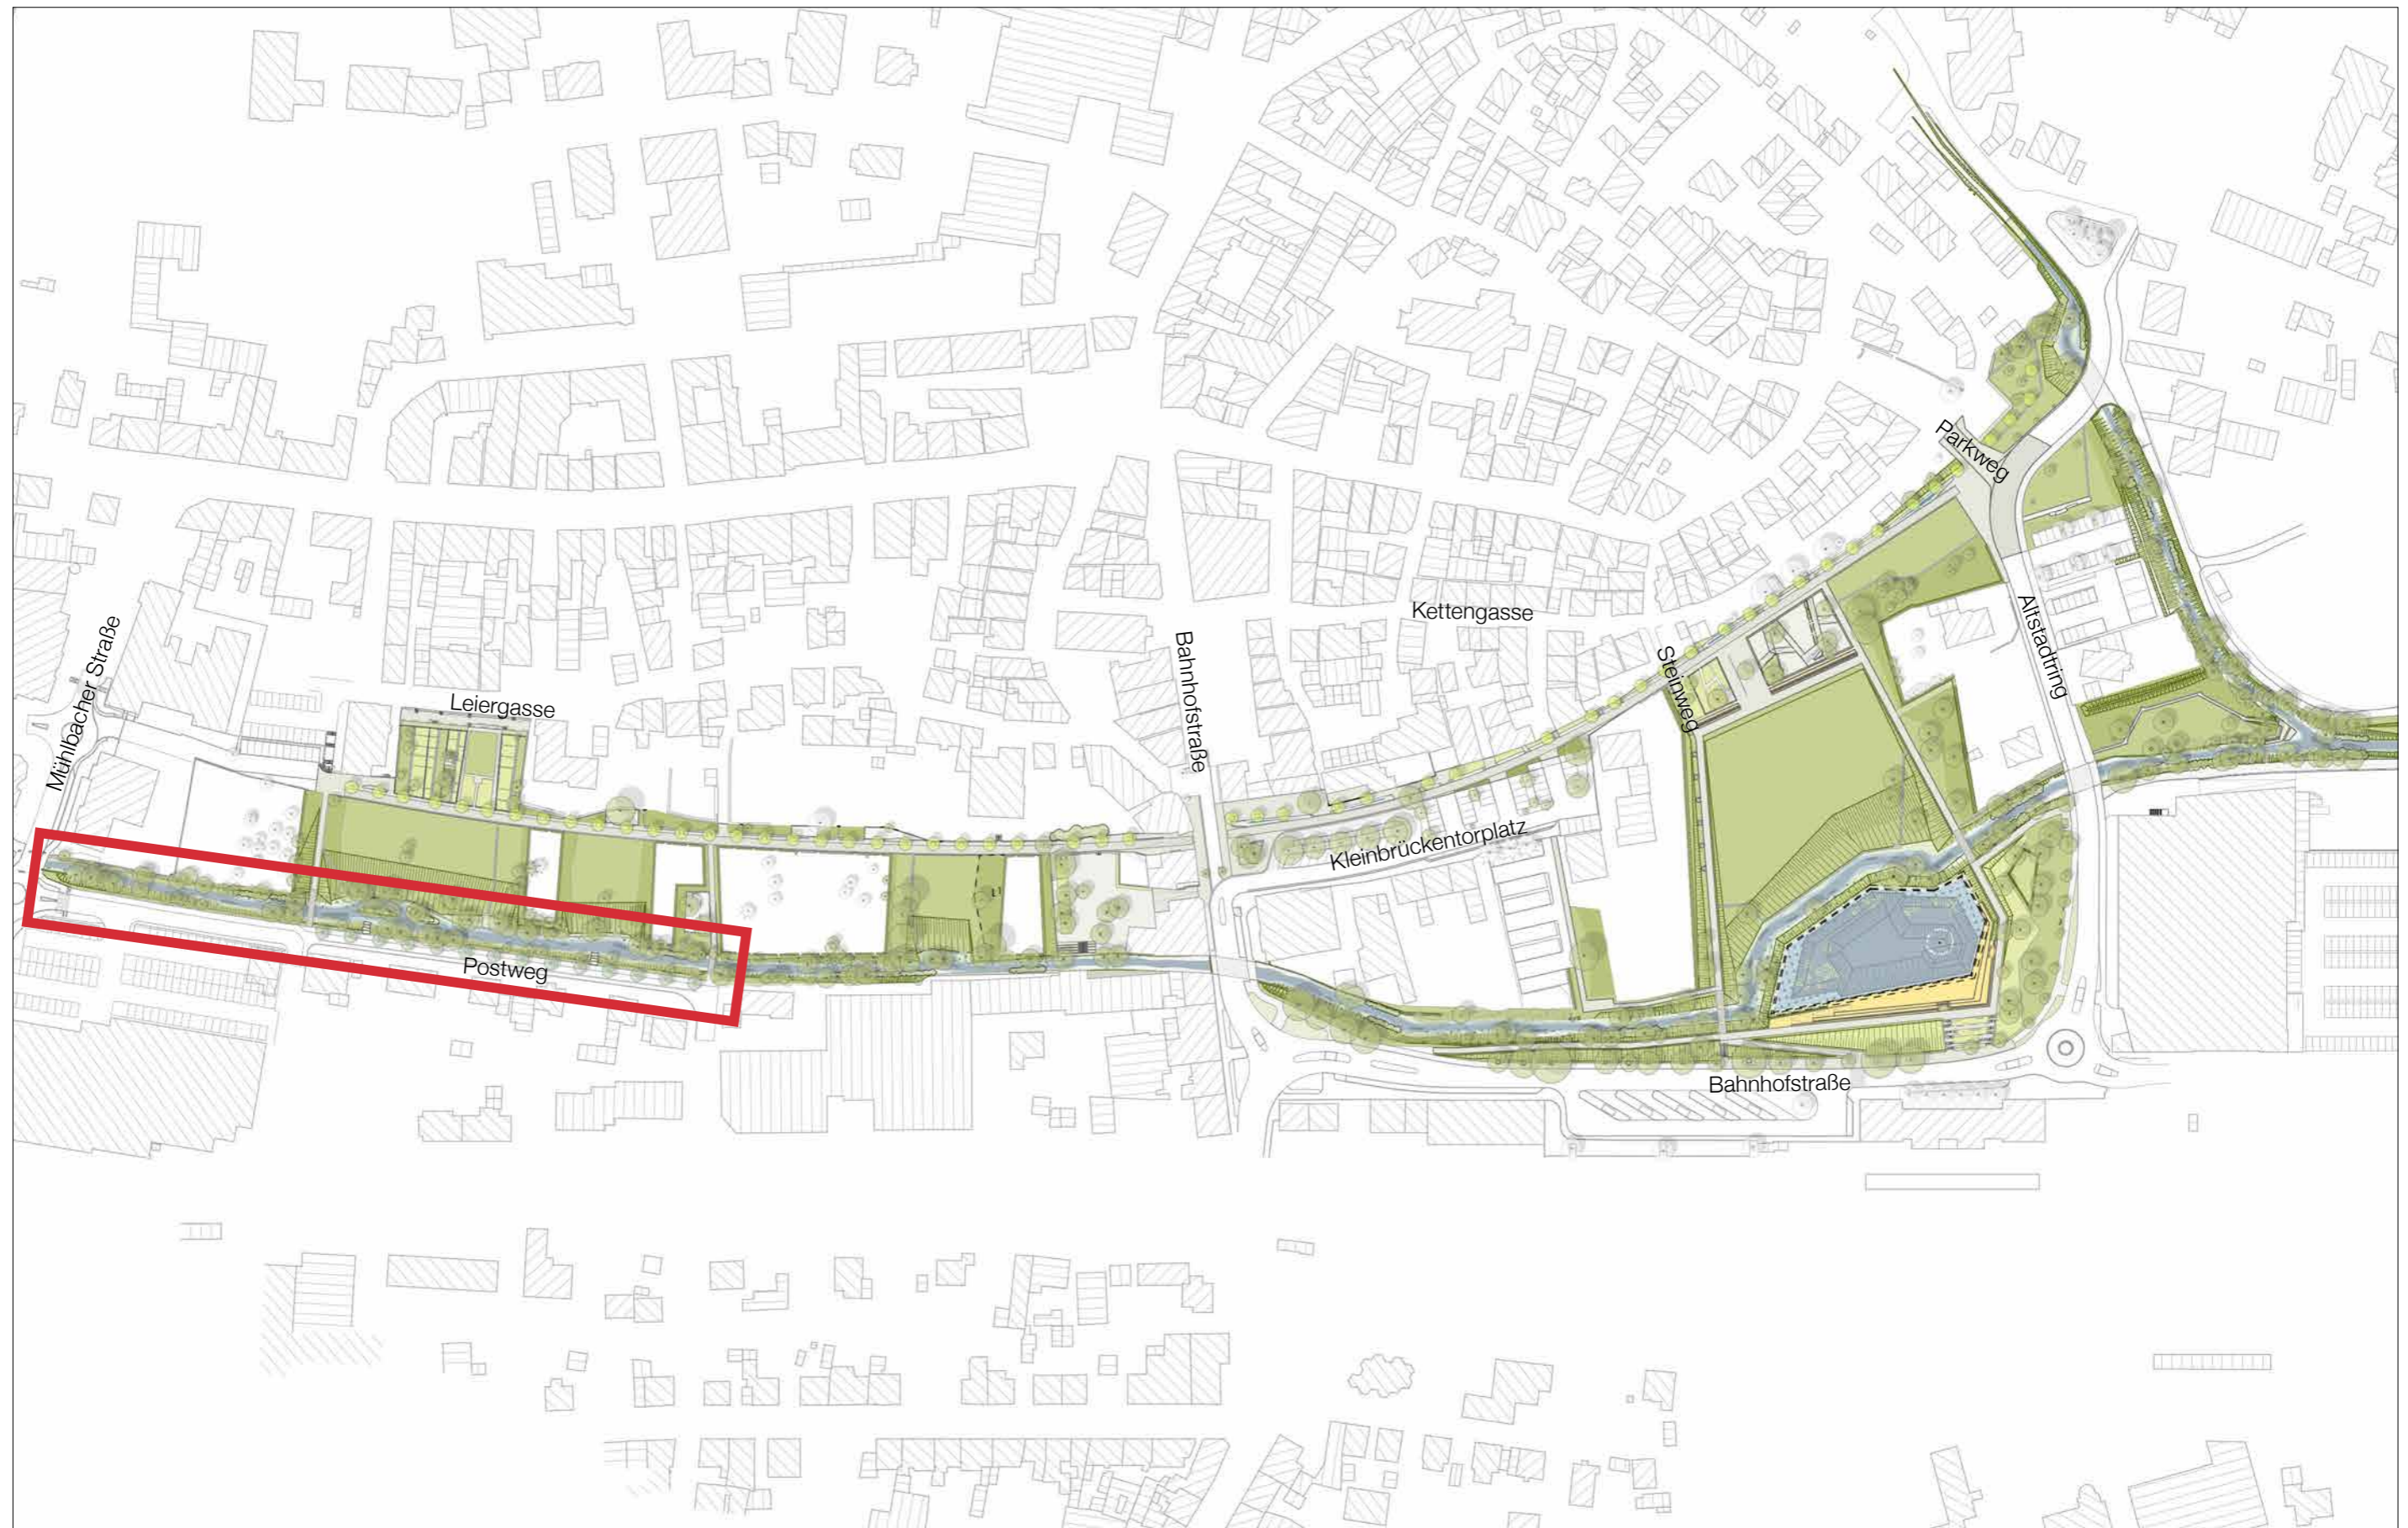 Parkweg
Kettengasse
Altstadtring
Mühlbacher Straße
Bahnhofstraße
Steinweg
Leiergasse
Kleinbrückentorplatz
Postweg
Bahnhofstraße